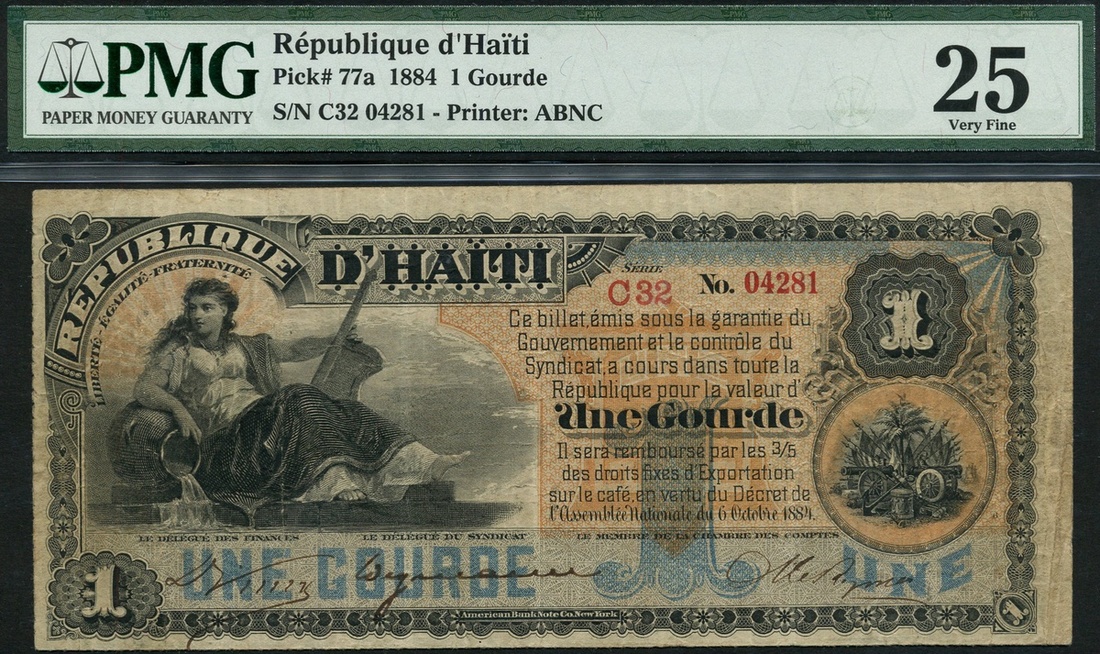 PMG
PAPER MONEY GUARANTY
République d'Haïti
Pick# 77a 1884 1 Gourde
S/N C32 04281 - Printer: ABNC
25
Very Fine
RÉPUBLIQUE
D'HAÏTI
LIBERTÉ ÉGALITÉ-FRATERNITÉ
SERIE
C32 No. 04281
1
Ce billet, émis sous la garantie du
Gouvernement et le contrôle du
Syndicat, a cours dans toute la
République pour la valeur d'
Une Gourde
Il sera remboursé par les 3/5
des droits fixes d'Exportation
sur le café, en vertu du Décret de
l'Assemblée Nationale du 6 Octobre 1884.
LE DÉLÉGUÉ DES FINANCES LE DÉLÉGUÉ DU SYNDICAT LE MEMBRE DE LA CHAMBRE DES COMPTES
UNE GOURDE 1 UNE
1 American Bank Note Co. New York 1